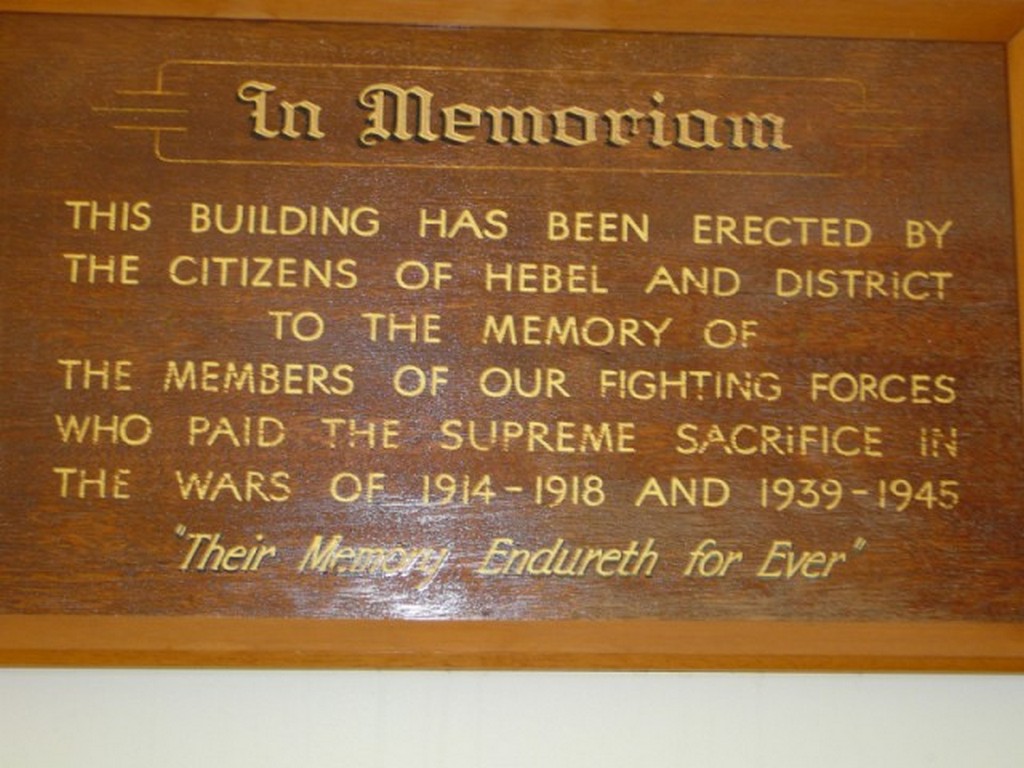 In Memoriam
THIS BUILDING HAS BEEN ERECTED BY
THE CITIZENS OF HEBEL AND DISTRICT
TO THE MEMORY OF
THE MEMBERS OF OUR FIGHTING FORCES
WHO PAID THE SUPREME SACRIFICE IN
THE WARS OF 1914-1918 AND 1939-1945
"Their Memory Endureth for Ever"